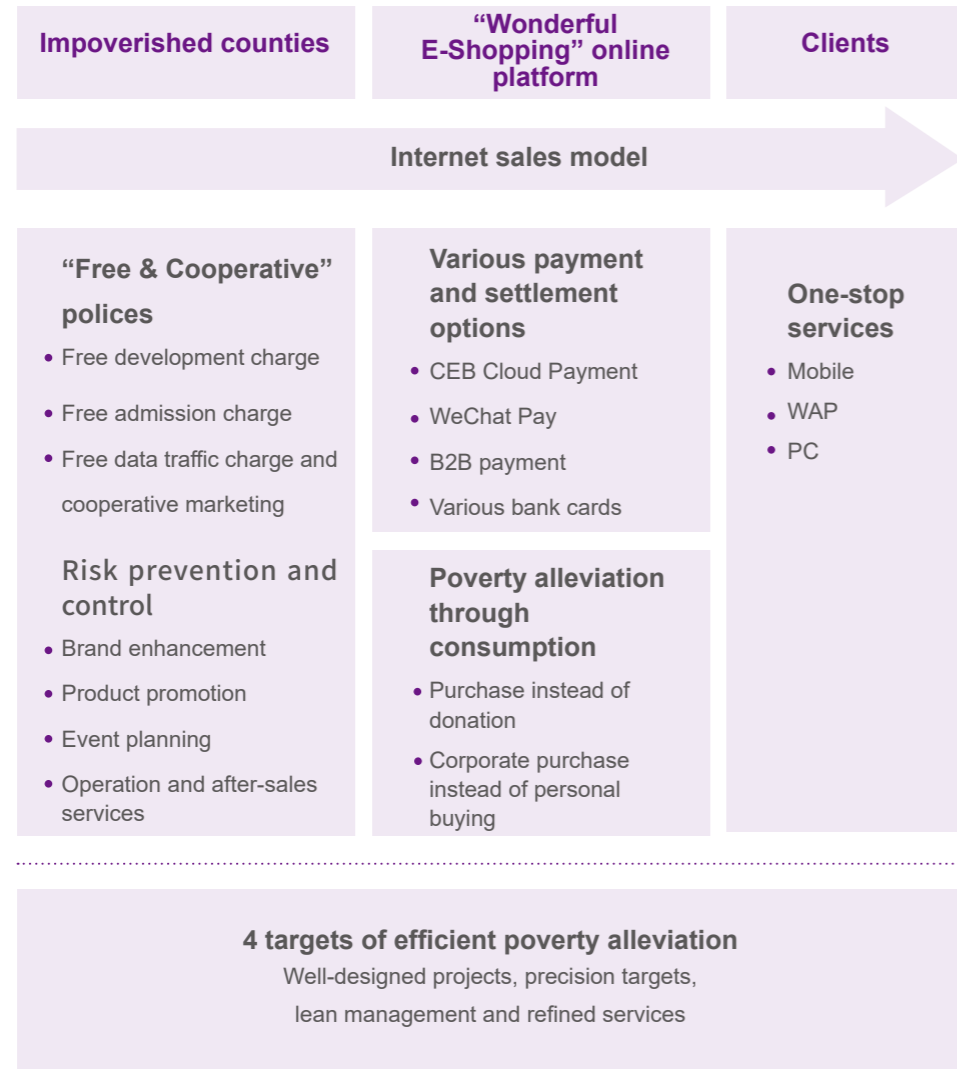 Impoverished counties
“Wonderful
E-Shopping” online
platform
Clients
Internet sales model
“Free & Cooperative”
polices
• Free development charge
• Free admission charge
• Free data traffic charge and
cooperative marketing
Risk prevention and
control
• Brand enhancement
• Product promotion
• Event planning
• Operation and after-sales
services
Various payment
and settlement
options
• CEB Cloud Payment
• WeChat Pay
• B2B payment
• Various bank cards
Poverty alleviation
through
consumption
• Purchase instead of
donation
• Corporate purchase
instead of personal
buying
One-stop
services
• Mobile
• WAP
• PC
4 targets of efficient poverty alleviation
Well-designed projects, precision targets,
lean management and refined services